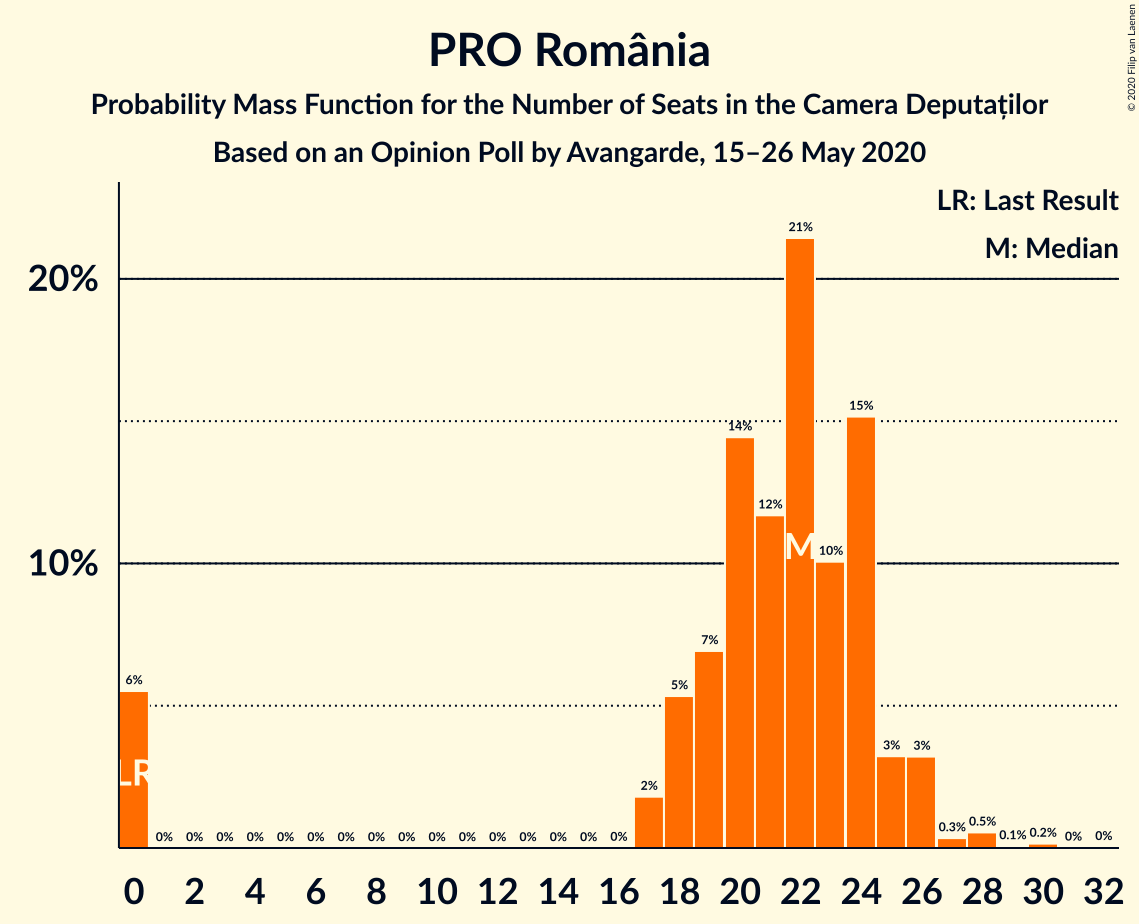 PRO România
Probability Mass Function for the Number of Seats in the Camera Deputaților
Based on an Opinion Poll by Avangarde, 15–26 May 2020
© 2020 Filip van Laenen
LR: Last Result
M: Median
20%
10%
6% 0% 0% 0% 0% 0% 0% 0% 0% 0% 0% 0% 0% 0% 0% 0% 0% 2% 5% 7% 14% 12% 21% 10% 15% 3% 3% 0.3% 0.5% 0.1% 0.2% 0% 0%
LR
M
0 2 4 6 8 10 12 14 16 18 20 22 24 26 28 30 32